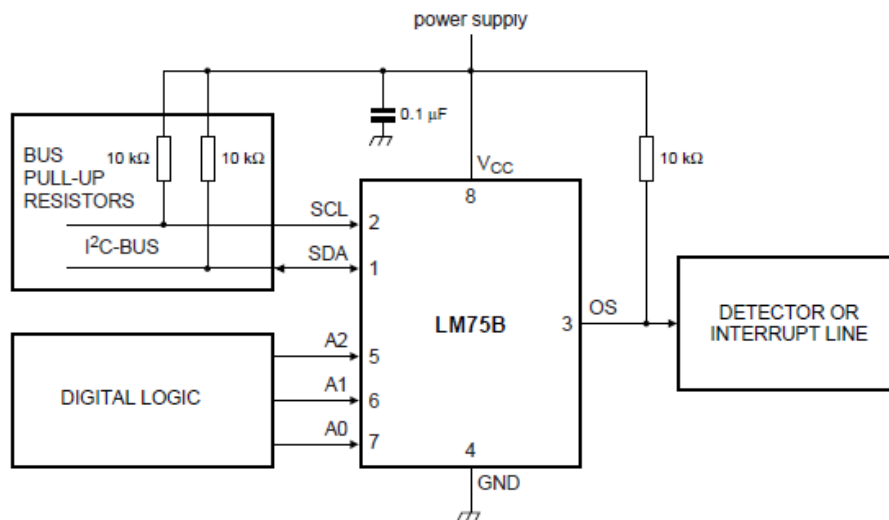 power supply
0.1 μF
BUS
PULL-UP
RESISTORS
10 kΩ
10 kΩ
10 kΩ
VCC
8
SCL
2
I²C-BUS
SDA
1
LM75B
3
OS
DETECTOR OR
INTERRUPT LINE
DIGITAL LOGIC
A2
5
A1
6
A0
7
4
GND